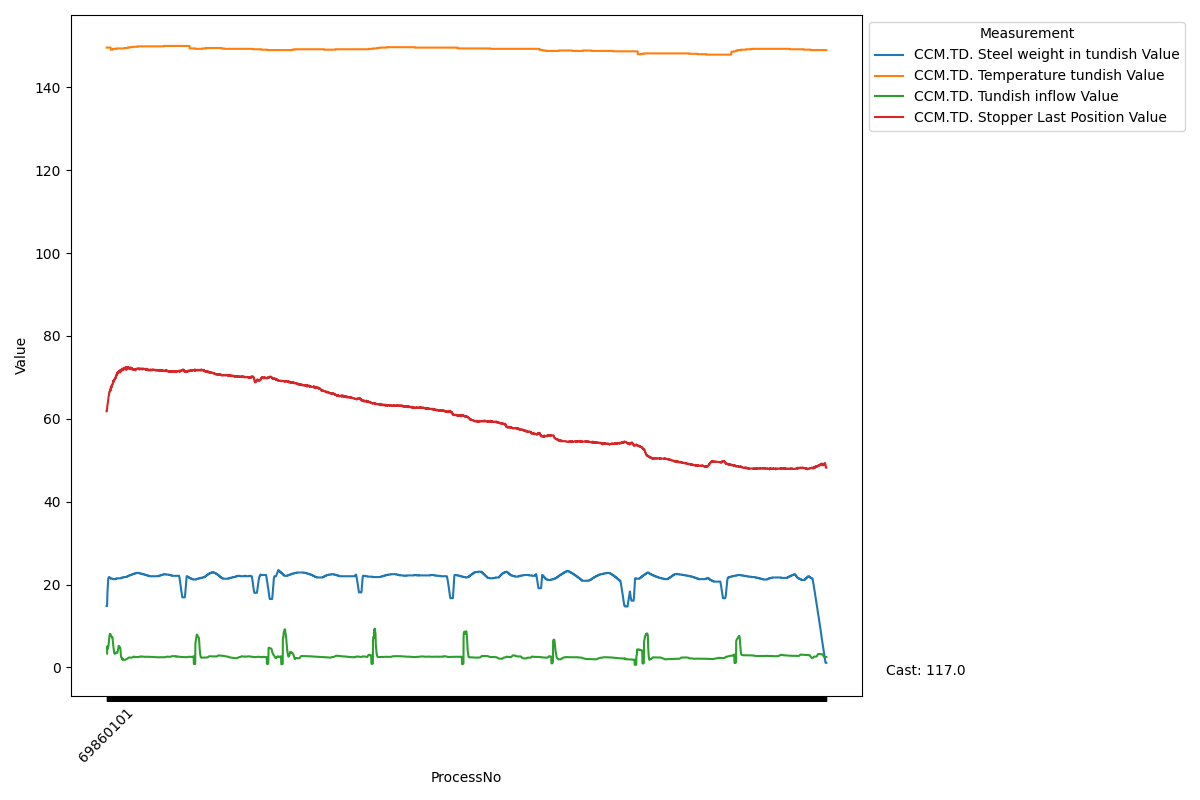 Measurement
CCM.TD. Steel weight in tundish Value
CCM.TD. Temperature tundish Value
CCM.TD. Tundish inflow Value
CCM.TD. Stopper Last Position Value
140
120
100
80
60
40
20
0
Value
Cast: 117.0
69860101
ProcessNo